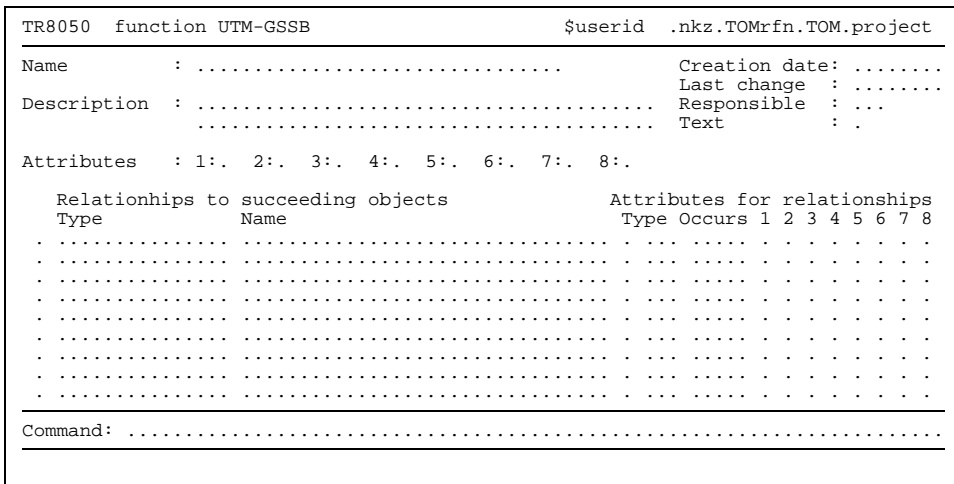 TR8050  function UTM-GSSB                      $userid  .nkz.TOMrfn.TOM.project
Name         : ................................          Creation date: ........
                                                         Last change  : ........
Description  : ........................................  Responsible  : ...
               ........................................  Text         : .
Attributes   : 1:.  2:.  3:.  4:.  5:.  6:.  7:.  8:.
   Relationhips to succeeding objects              Attributes for relationships
   Type            Name                             Type Occurs 1 2 3 4 5 6 7 8
 . ............... ................................ . ... ..... . . . . . . . .
 . ............... ................................ . ... ..... . . . . . . . .
 . ............... ................................ . ... ..... . . . . . . . .
 . ............... ................................ . ... ..... . . . . . . . .
 . ............... ................................ . ... ..... . . . . . . . .
 . ............... ................................ . ... ..... . . . . . . . .
 . ............... ................................ . ... ..... . . . . . . . .
 . ............... ................................ . ... ..... . . . . . . . .
 . ............... ................................ . ... ..... . . . . . . . .
Command: .......................................................................